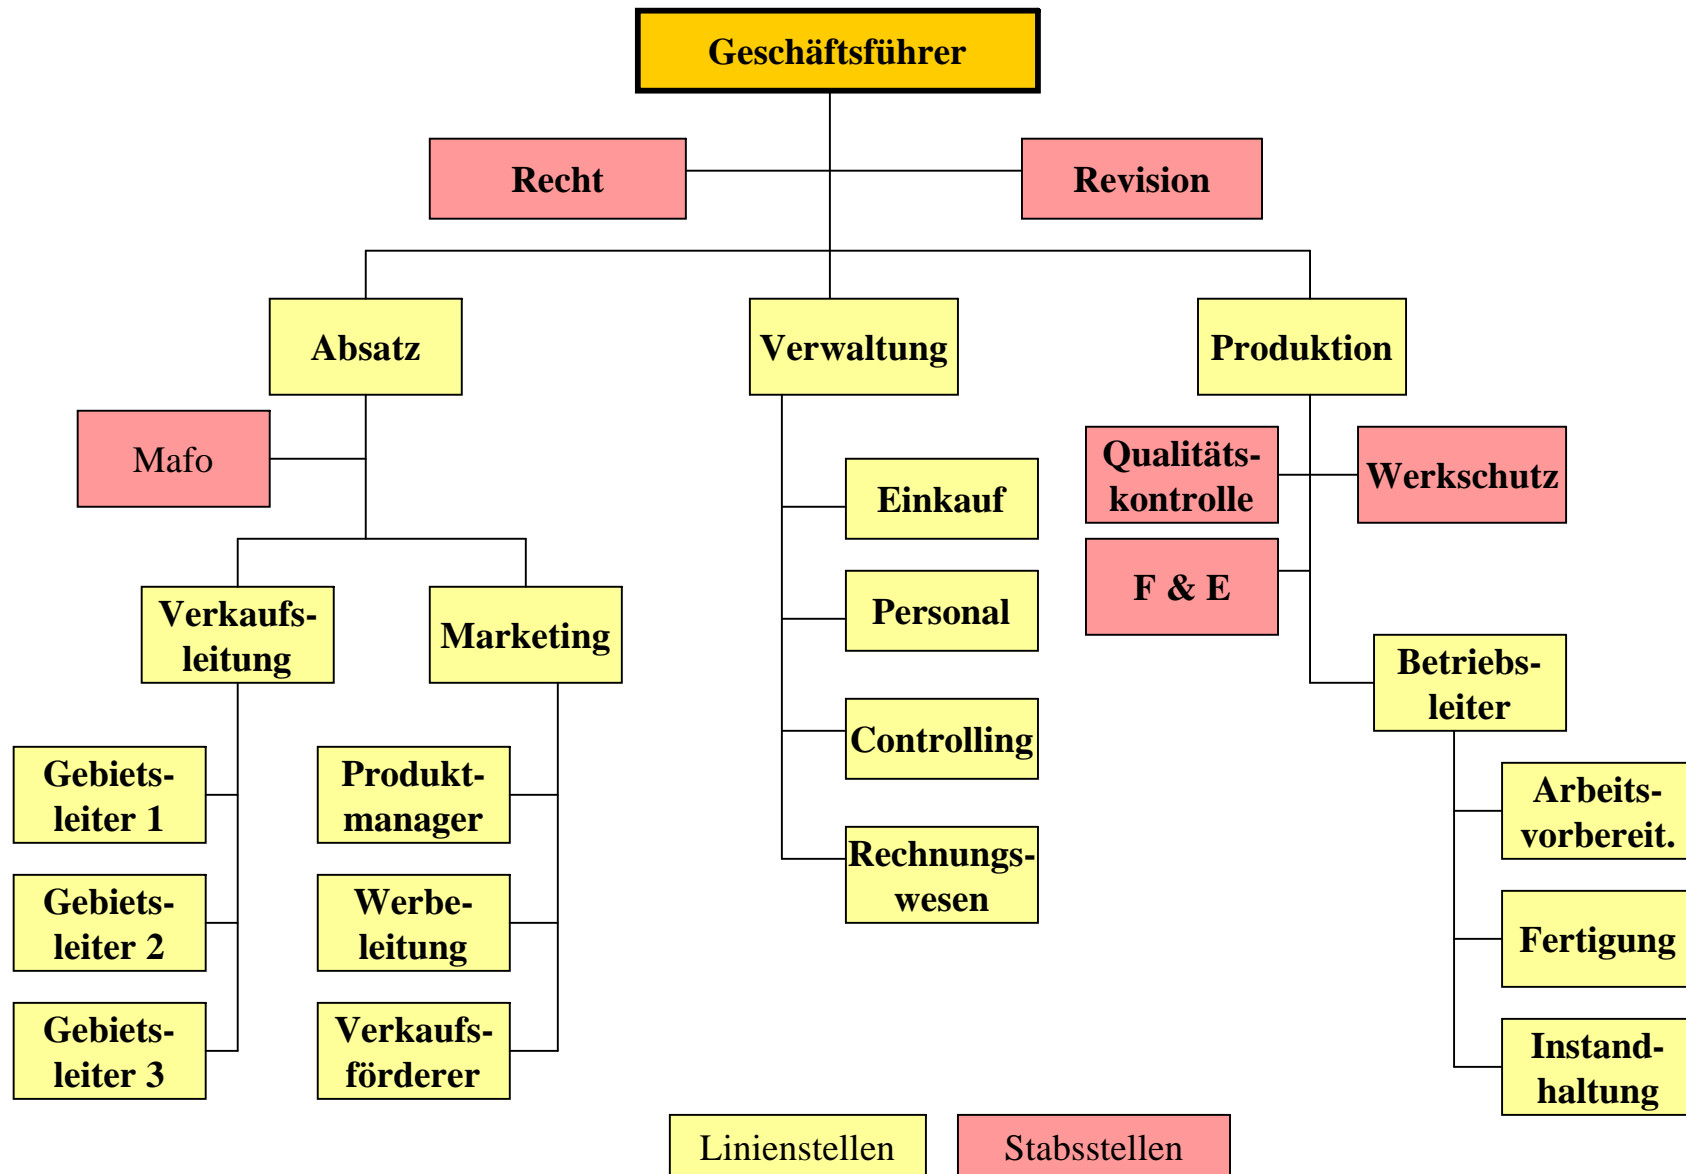 Geschäftsführer
Recht
Revision
Absatz
Verwaltung
Produktion
Mafo
Qualitäts-
kontrolle
Werkschutz
F & E
Verkaufs-
leitung
Marketing
Einkauf
Personal
Controlling
Rechnungs-
wesen
Betriebs-
leiter
Gebiets-
leiter 1
Gebiets-
leiter 2
Gebiets-
leiter 3
Produkt-
manager
Werbe-
leitung
Verkaufs-
förderer
Arbeits-
vorbereit.
Fertigung
Instand-
haltung
Linienstellen
Stabsstellen